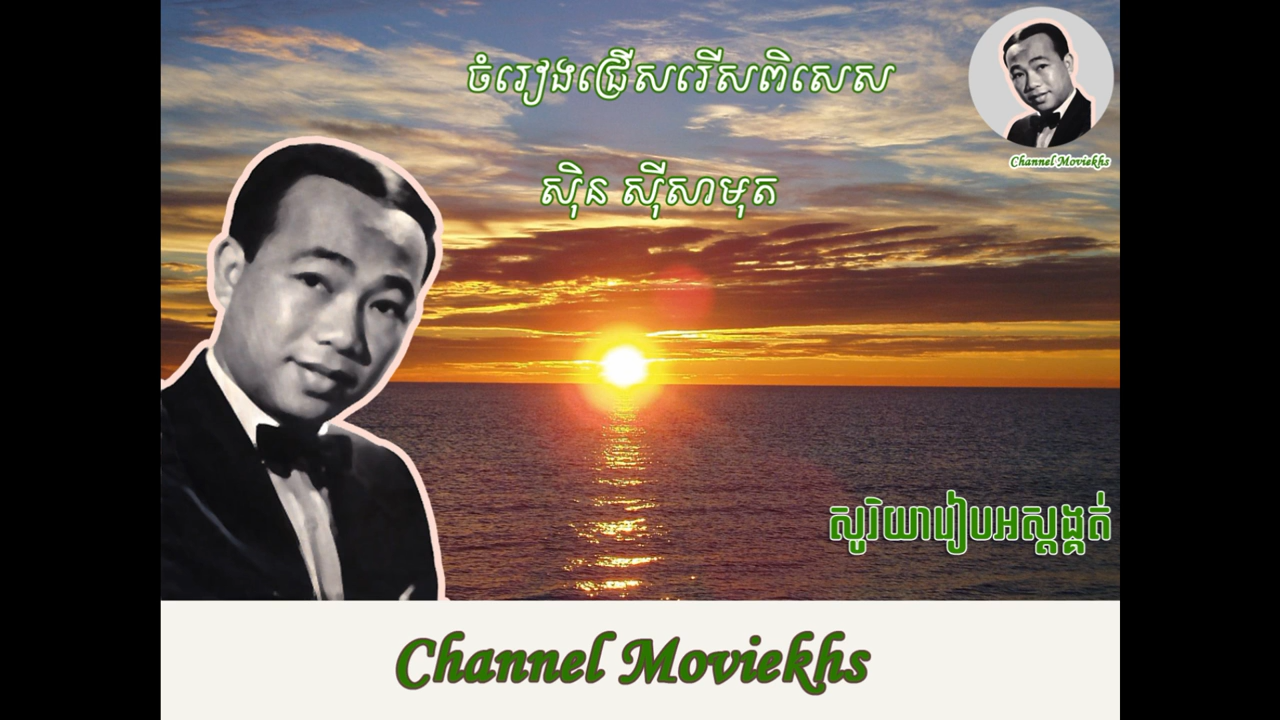 ចំរៀងជ្រើសរើសពិសេស
Channel Moviekhs
ស៊ិន ស៊ីសាមុត
សូរិយារៀបអស្តង្គត់
Channel Moviekhs